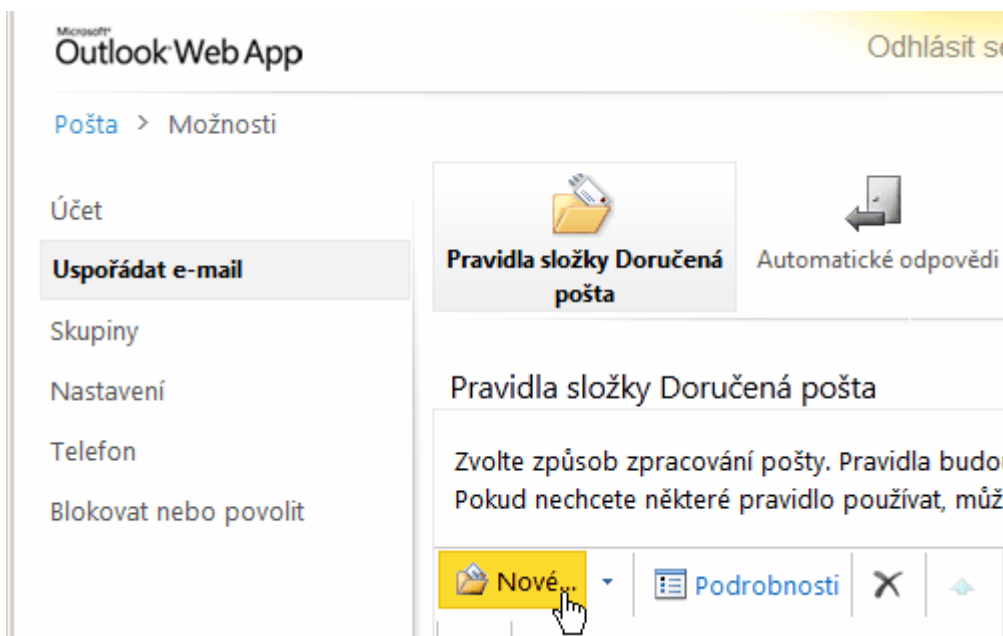 Microsoft®
Outlook Web App
Odhlásit se
Pošta > Možnosti
Účet
Uspořádat e-mail
Skupiny
Nastavení
Telefon
Blokovat nebo povolit
Pravidla složky Doručená
pošta
Automatické odpovědi
Pravidla složky Doručená pošta
Zvolte způsob zpracování pošty. Pravidla budo
Pokud nechcete některé pravidlo používat, můž
Nové...
Podrobnosti